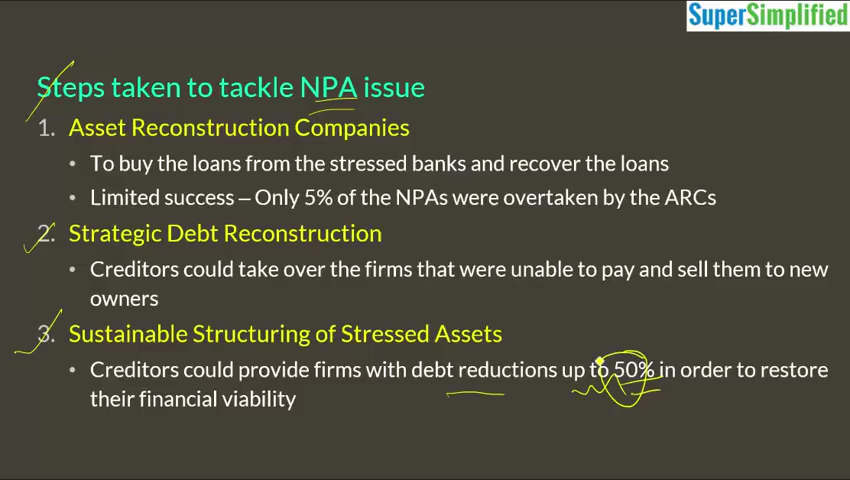 SuperSimplified
Steps taken to tackle NPA issue
1. Asset Reconstruction Companies
• To buy the loans from the stressed banks and recover the loans
• Limited success – Only 5% of the NPAs were overtaken by the ARCs
2. Strategic Debt Reconstruction
• Creditors could take over the firms that were unable to pay and sell them to new
owners
3. Sustainable Structuring of Stressed Assets
• Creditors could provide firms with debt reductions up to 50% in order to restore
their financial viability